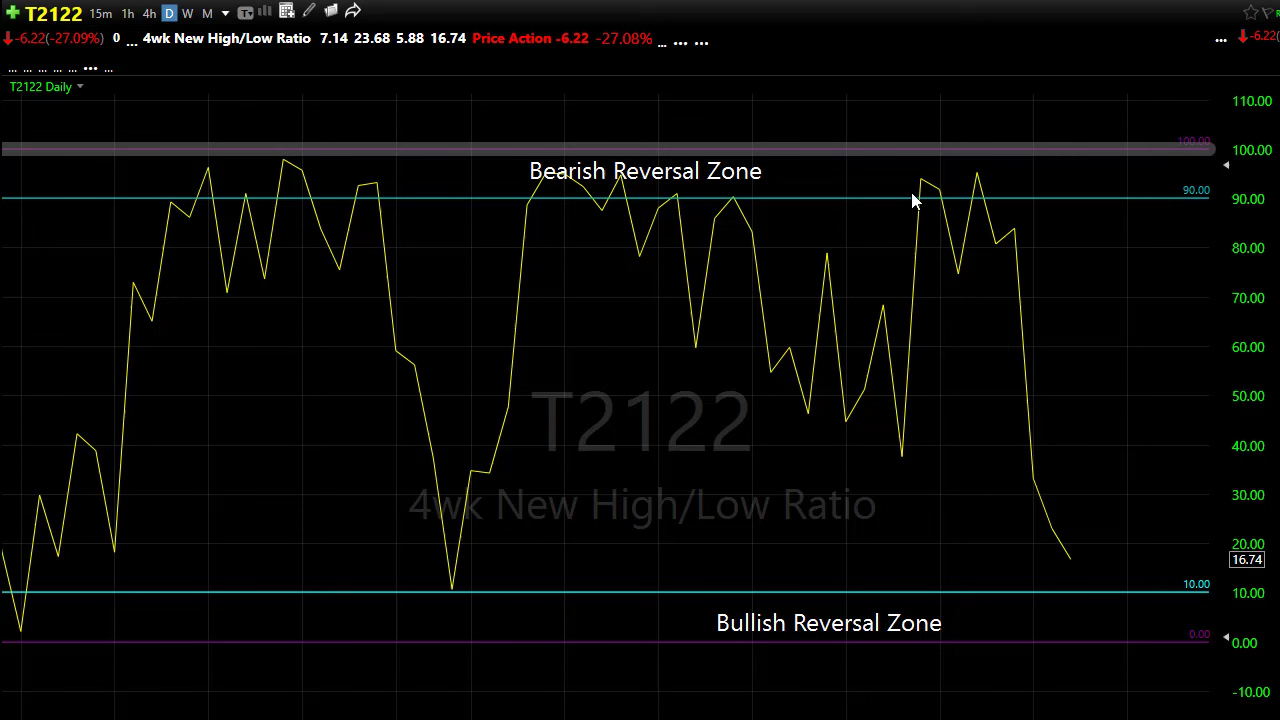 T2122 15m 1h 4h D W M
-6.22(-27.09%) 0 ... 4wk New High/Low Ratio 7.14 23.68 5.88 16.74 Price Action -6.22 -27.08% ... ... ... ... -6.22(
... ... ... ... ... ... ...
T2122 Daily
110.00
100.00 100.00
Bearish Reversal Zone
90.00 90.00
80.00
70.00
60.00
50.00
T2122
40.00
30.00
4wk New High/Low Ratio
20.00
16.74
10.00 10.00
Bullish Reversal Zone
0.00 0.00
-10.00